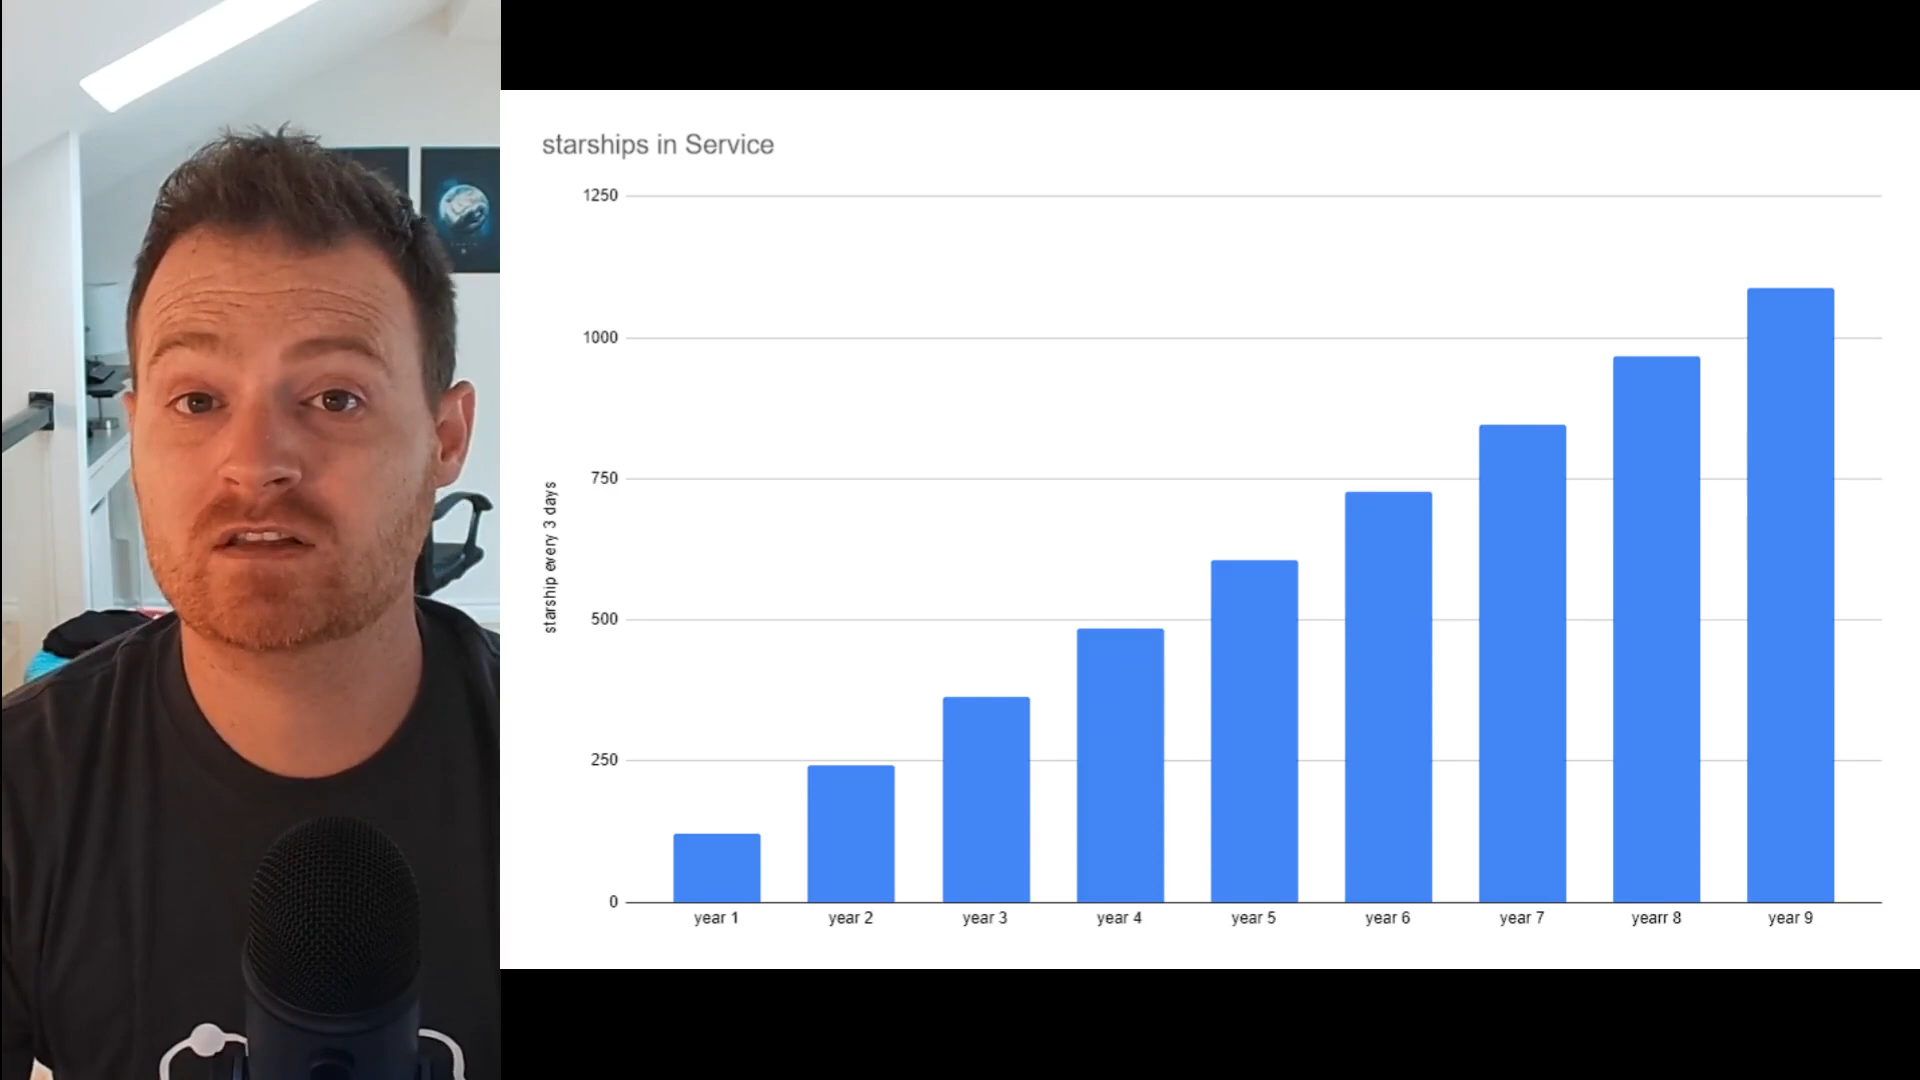 starships in Service
1250
1000
750
500
250
0
starship every 3 days
year 1
year 2
year 3
year 4
year 5
year 6
year 7
yearr 8
year 9